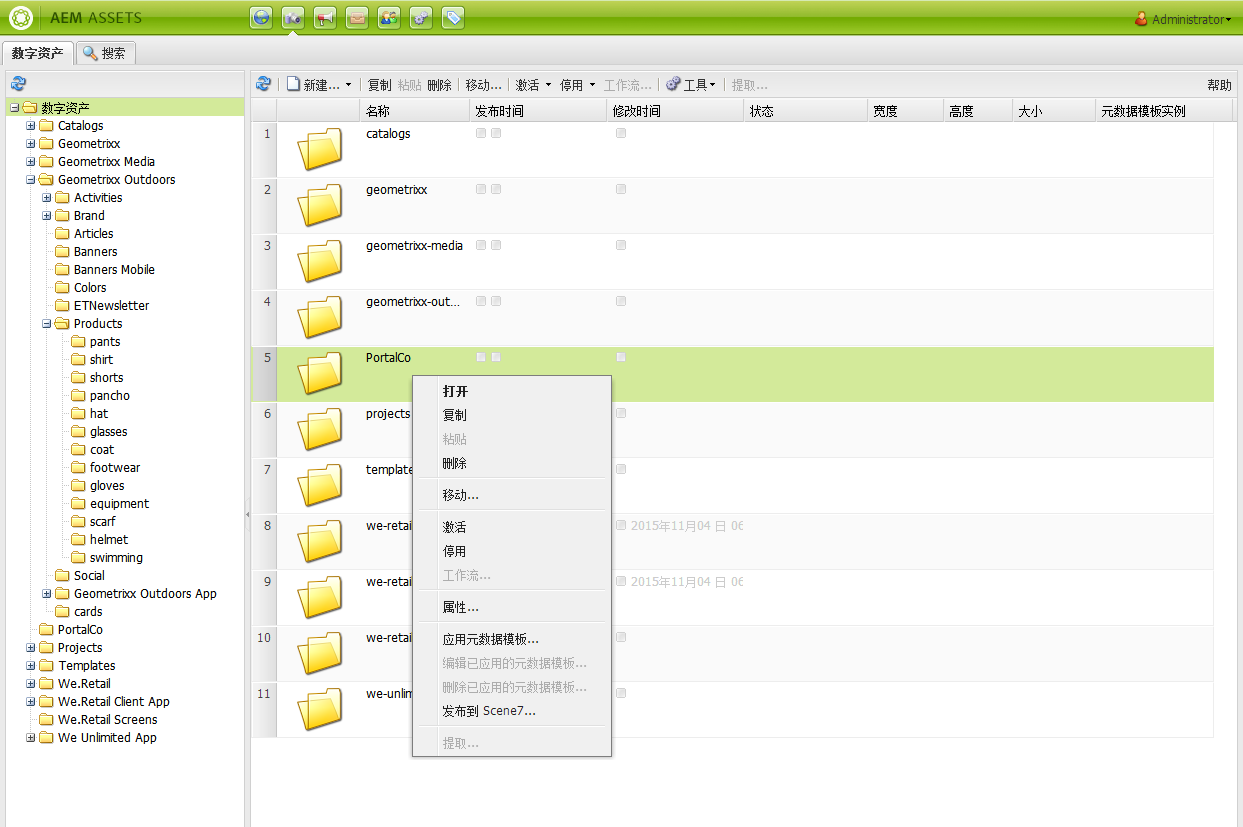 AEM ASSETS
Administrator
数字资产
搜索
新建... 复制 粘贴 删除 移动... 激活 停用 工作流... 工具 提取... 帮助
数字资产
Catalogs
Geometrixx
Geometrixx Media
Geometrixx Outdoors
Activities
Brand
Articles
Banners
Banners Mobile
Colors
ETNewsletter
Products
pants
shirt
shorts
pancho
hat
glasses
coat
footwear
gloves
equipment
scarf
helmet
swimming
Social
Geometrixx Outdoors App
cards
PortalCo
Projects
Templates
We.Retail
We.Retail Client App
We.Retail Screens
We Unlimited App
名称 发布时间 修改时间 状态 宽度 高度 大小 元数据模板实例
1 catalogs
2 geometrixx
3 geometrixx-media
4 geometrixx-out...
5 PortalCo
6 projects
7 template
8 we-retai 2015年11月04 日 06
9 we-retai 2015年11月04 日 06
10 we-retai
11 we-unlim
打开
复制
粘贴
删除
移动...
激活
停用
工作流...
属性...
应用元数据模板...
编辑已应用的元数据模板...
删除已应用的元数据模板...
发布到 Scene7...
提取...